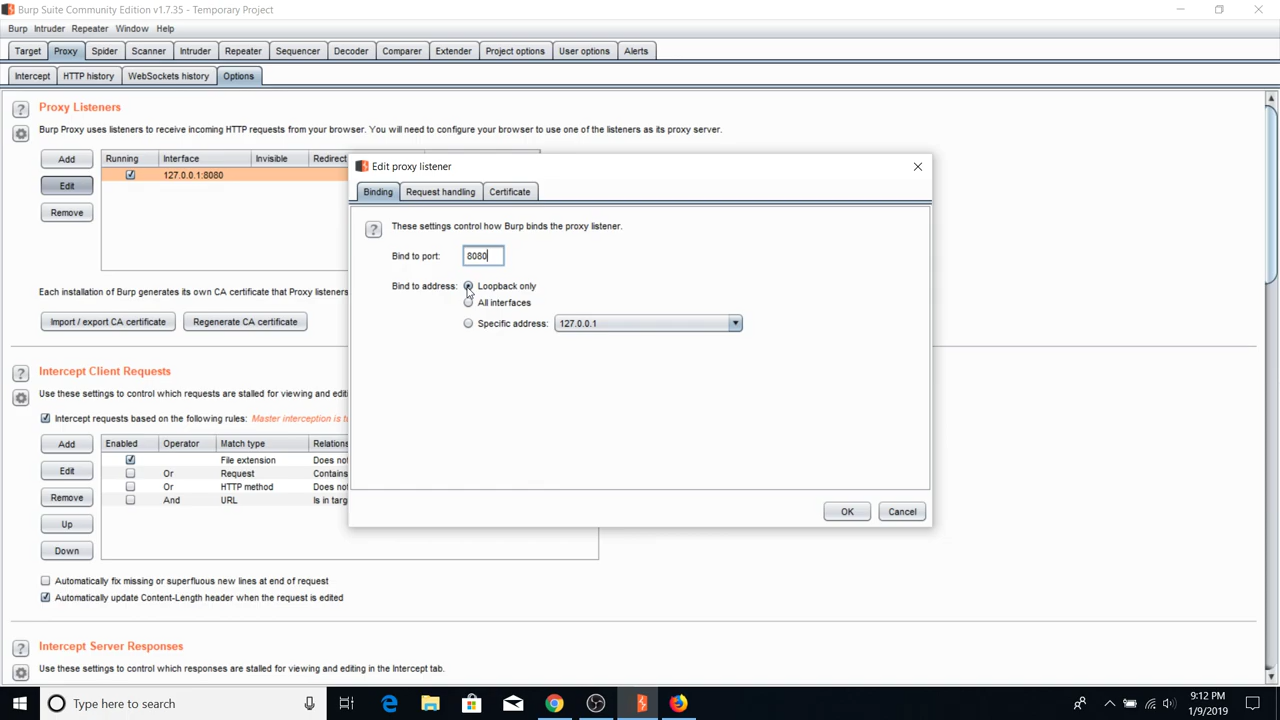 Burp Suite Community Edition v1.7.35 - Temporary Project
Burp Intruder Repeater Window Help
Target Proxy Spider Scanner Intruder Repeater Sequencer Decoder Comparer Extender Project options User options Alerts
Intercept HTTP history WebSockets history Options
? Proxy Listeners
Burp Proxy uses listeners to receive incoming HTTP requests from your browser. You will need to configure your browser to use one of the listeners as its proxy server.
Add Running Interface Invisible Redirect
127.0.0.1:8080
Edit
Remove
Each installation of Burp generates its own CA certificate that Proxy listeners
Import / export CA certificate Regenerate CA certificate
Edit proxy listener
Binding Request handling Certificate
? These settings control how Burp binds the proxy listener.
Bind to port: 8080
Bind to address: Loopback only
All interfaces
Specific address: 127.0.0.1
OK Cancel
? Intercept Client Requests
Use these settings to control which requests are stalled for viewing and edit
Intercept requests based on the following rules: Master interception is t
Add Enabled Operator Match type Relations
File extension Does not
Edit Or Request Contains
Or HTTP method Does not
Remove And URL Is in targ
Up
Down
Automatically fix missing or superfluous new lines at end of request
Automatically update Content-Length header when the request is edited
? Intercept Server Responses
Use these settings to control which responses are stalled for viewing and editing in the Intercept tab.
Type here to search
9:12 PM
1/9/2019